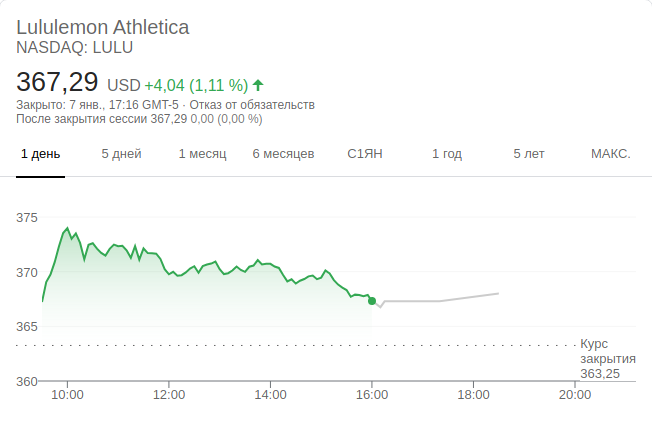 Lululemon Athletica
NASDAQ: LULU
367,29 USD +4,04 (1,11 %)
Закрыто: 7 янв., 17:16 GMT-5 · Отказ от обязательств
После закрытия сессии 367,29 0,00 (0,00 %)
1 день 5 дней 1 месяц 6 месяцев С1ЯН 1 год 5 лет МАКС.
375
370
365
Курс
закрытия
363,25
360
10:00 12:00 14:00 16:00 18:00 20:00